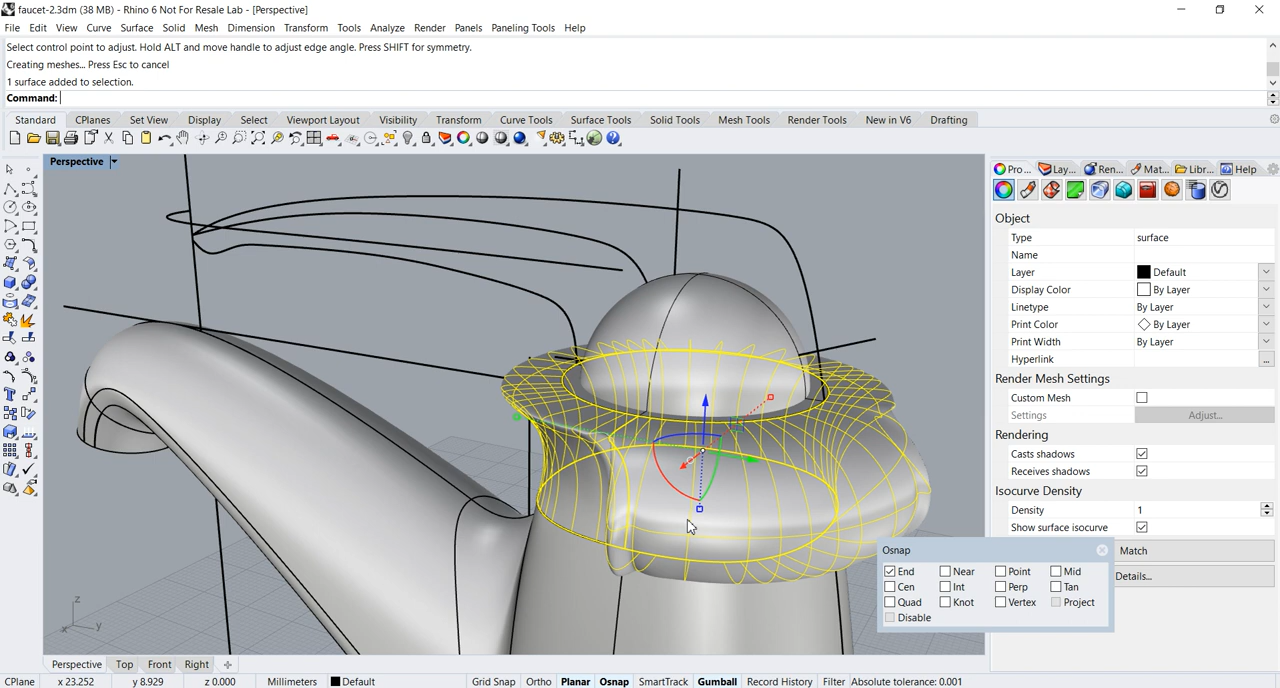 faucet-2.3dm (38 MB) - Rhino 6 Not For Resale Lab - [Perspective]
File Edit View Curve Surface Solid Mesh Dimension Transform Tools Analyze Render Panels Paneling Tools Help
Select control point to adjust. Hold ALT and move handle to adjust edge angle. Press SHIFT for symmetry.
Creating meshes... Press Esc to cancel
1 surface added to selection.
Command:
Standard CPlanes Set View Display Select Viewport Layout Visibility Transform Curve Tools Surface Tools Solid Tools Mesh Tools Render Tools New in V6 Drafting
Perspective
Pro... Lay... Ren... Mat... Libr... Help
Object
Type surface
Name
Layer Default
Display Color By Layer
Linetype By Layer
Print Color By Layer
Print Width By Layer
Hyperlink ...
Render Mesh Settings
Custom Mesh
Settings Adjust...
Rendering
Casts shadows
Receives shadows
Isocurve Density
Density 1
Show surface isocurve
Match
Details...
Osnap
End Near Point Mid
Cen Int Perp Tan
Quad Knot Vertex Project
Disable
z
x y
Perspective Top Front Right
CPlane x 23.252 y 8.929 z 0.000 Millimeters Default Grid Snap Ortho Planar Osnap SmartTrack Gumball Record History Filter Absolute tolerance: 0.001